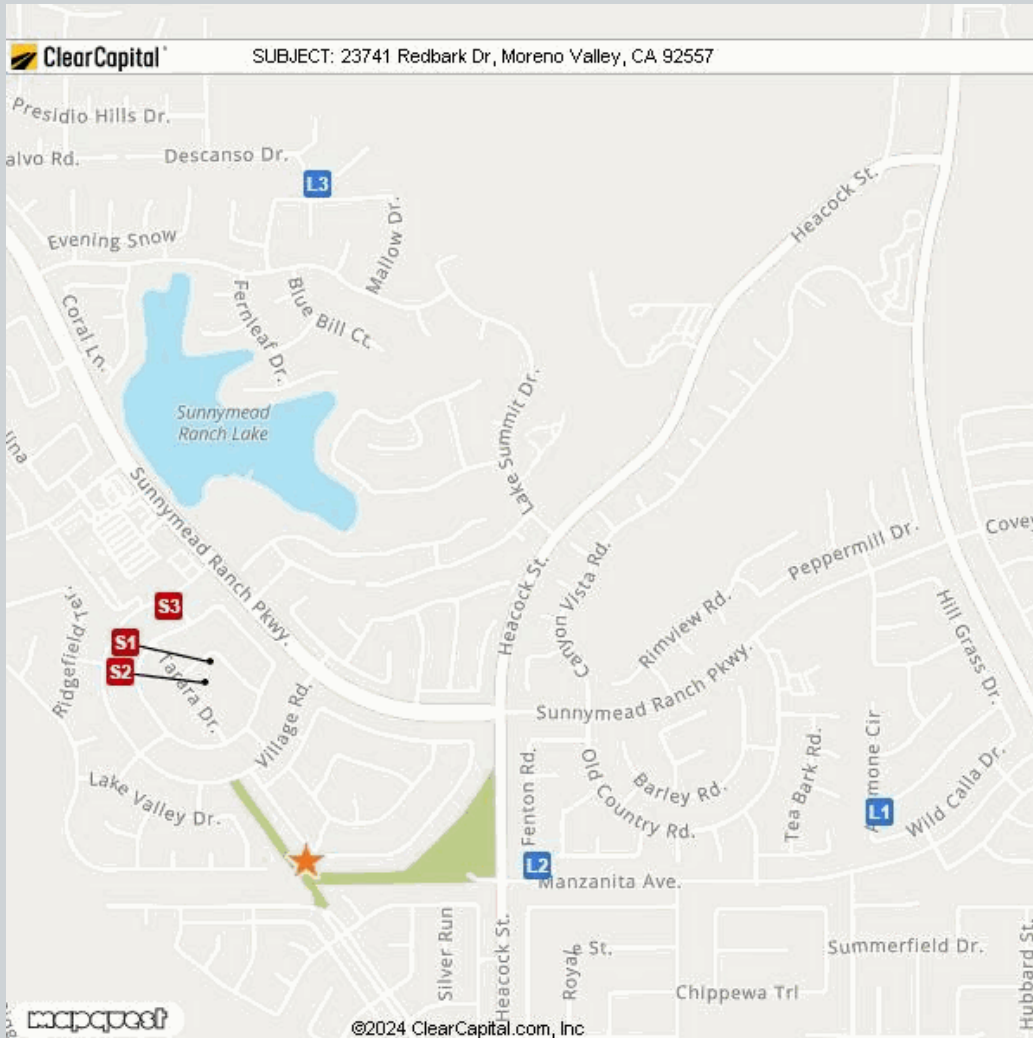 ClearCapital
SUBJECT: 23741 Redbark Dr, Moreno Valley, CA 92557
Presidio Hills Dr.
alvo Rd.
Descanso Dr.
L3
Heacock St.
Mallow Dr.
Evening Snow
Coral Ln.
Fernleaf Dr.
Blue Bill Ct.
Sunnymead
Ranch Lake
Lake Summit Dr.
lina
Sunnymead Ranch Pkwy.
Peppermill Dr.
Covey
Heacock St.
Canyon Vista Rd.
Rimview Rd.
Hill Grass Dr.
S3
S1
S2
Ridgefield Ter.
Tarara Dr.
Village Rd.
Sunnymead Ranch Pkwy.
Lake Valley Dr.
Fenton Rd.
Old Country Rd.
Barley Rd.
Tea Bark Rd.
mone Cir
L1
Wild Calla Dr.
L2
Manzanita Ave.
Silver Run
Heacock St.
Royale St.
Summerfield Dr.
Chippewa Trl
Hubbard St.
mapquest
©2024 ClearCapital.com, Inc